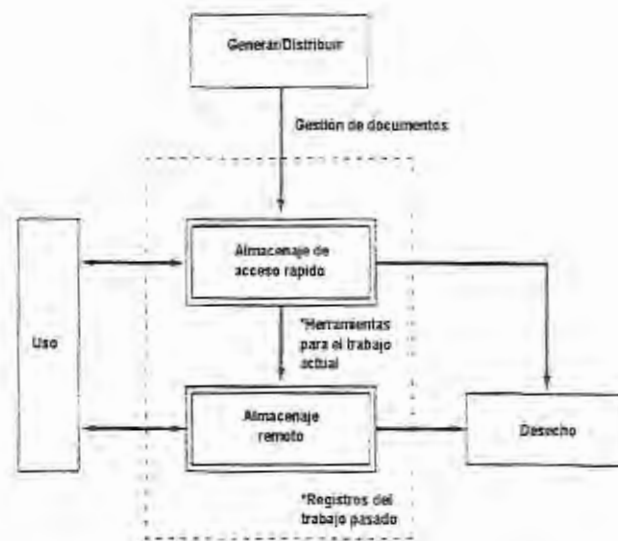 Generar/Distribuir
Gestión de documentos
Almacenaje de
acceso rápido
*Herramientas
para el trabajo
actual
Uso
Almacenaje
remoto
Desecho
*Registros del
trabajo pasado